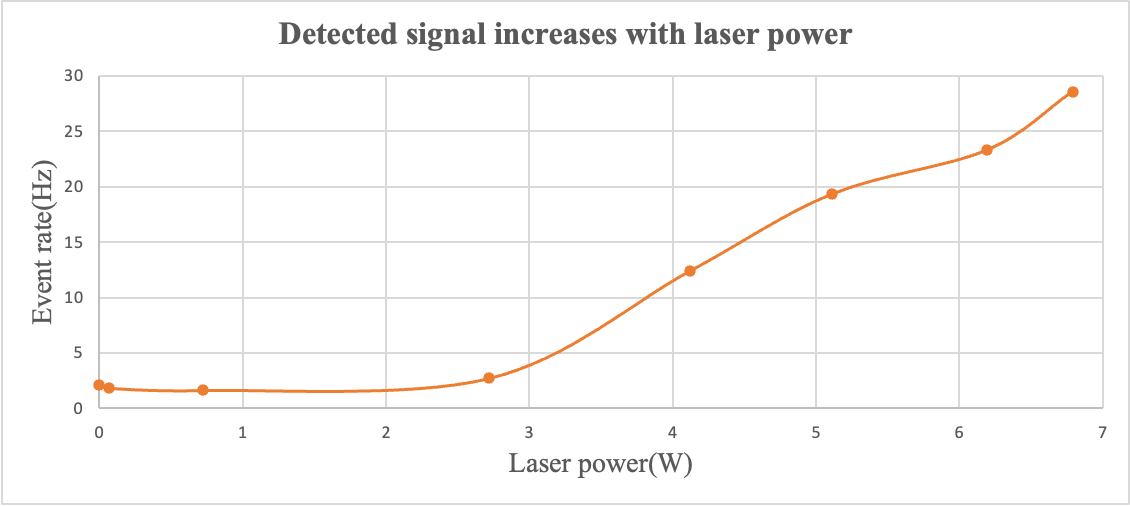 Detected signal increases with laser power
30
25
20
15
10
5
0
Event rate(Hz)
0 1 2 3 4 5 6 7
Laser power(W)